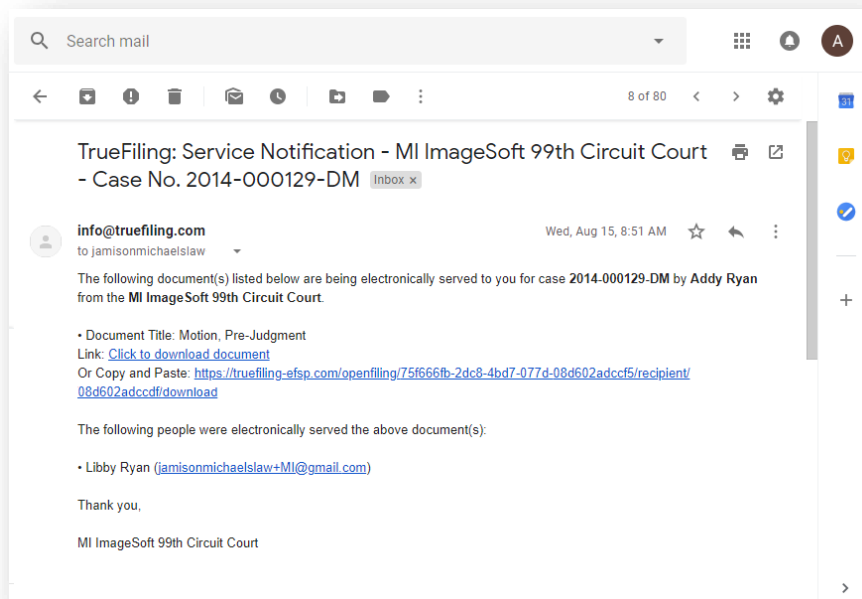 Search mail
A
8 of 80
31
TrueFiling: Service Notification - MI ImageSoft 99th Circuit Court
- Case No. 2014-000129-DM Inbox x
info@truefiling.com
Wed, Aug 15, 8:51 AM
to jamisonmichaelslaw
The following document(s) listed below are being electronically served to you for case 2014-000129-DM by Addy Ryan
from the MI ImageSoft 99th Circuit Court.
• Document Title: Motion, Pre-Judgment
Link: Click to download document
Or Copy and Paste: https://truefiling-efsp.com/openfiling/75f666fb-2dc8-4bd7-077d-08d602adccf5/recipient/
08d602adccdf/download
The following people were electronically served the above document(s):
• Libby Ryan (jamisonmichaelslaw+MI@gmail.com)
Thank you,
MI ImageSoft 99th Circuit Court